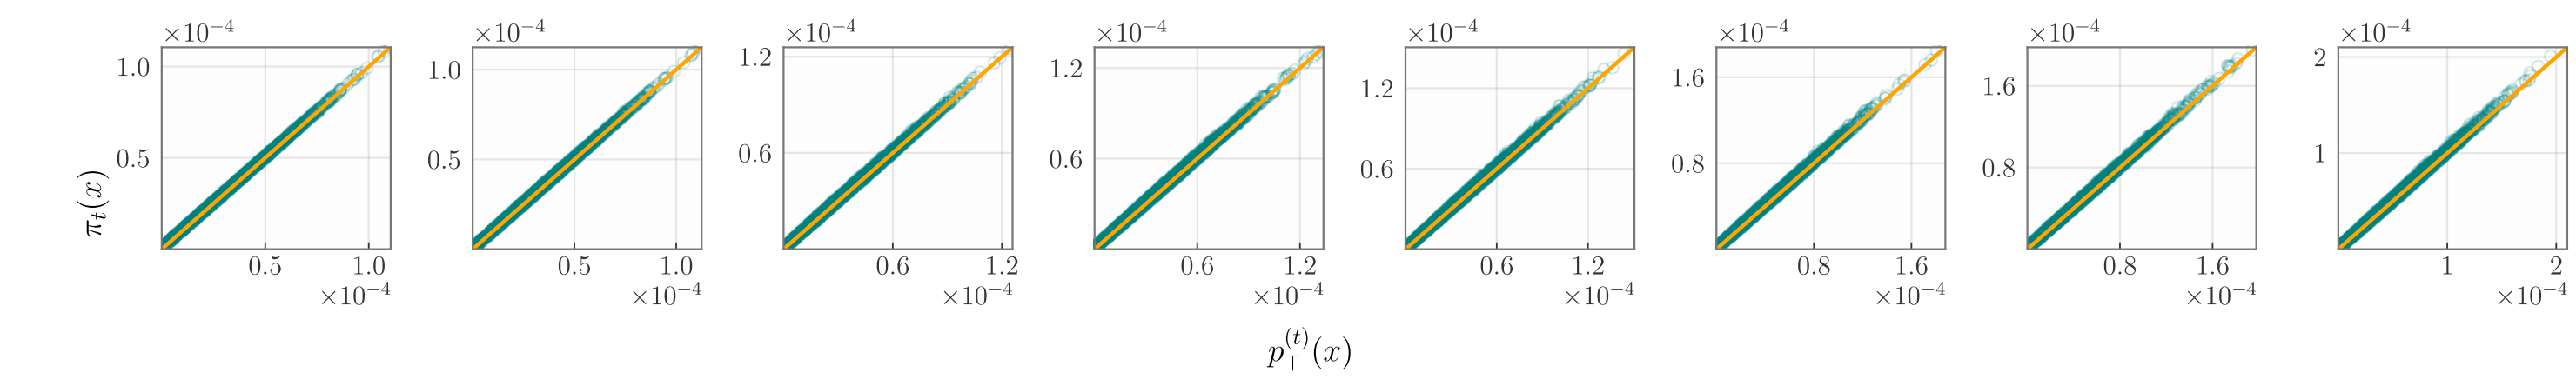 ×10⁻⁴ ×10⁻⁴ ×10⁻⁴ ×10⁻⁴ ×10⁻⁴ ×10⁻⁴ ×10⁻⁴ ×10⁻⁴
1.0 1.0 1.2 1.2 1.2 1.6 1.6 2
0.5 0.5 0.6 0.6 0.6 0.8 0.8 1
πₜ(x)
0.5 1.0 0.5 1.0 0.6 1.2 0.6 1.2 0.6 1.2 0.8 1.6 0.8 1.6 1 2
×10⁻⁴ ×10⁻⁴ ×10⁻⁴ ×10⁻⁴ ×10⁻⁴ ×10⁻⁴ ×10⁻⁴ ×10⁻⁴
p_⊤^(t)(x)